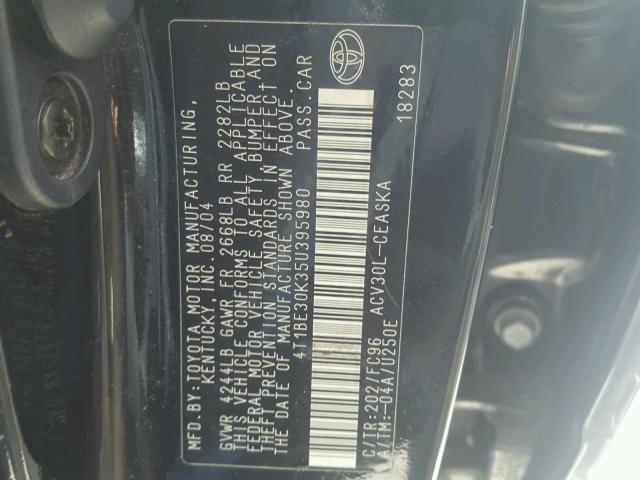 MFD. BY: TOYOTA MOTOR MANUFACTURING,
KENTUCKY, INC. 08/04
GVWR 4244LB GAWR FR 2668LB RR 2282LB
THIS VEHICLE CONFORMS TO ALL APPLICABLE
FEDERAL MOTOR VEHICLE SAFETY, BUMPER, AND
THEFT PREVENTION STANDARDS IN EFFECT ON
THE DATE OF MANUFACTURE SHOWN ABOVE.
4T1BE30K35U395980 PASS. CAR
C/TR:202/FC96 ACV30L-CEASKA
A/TM:-04A/U250E
18283